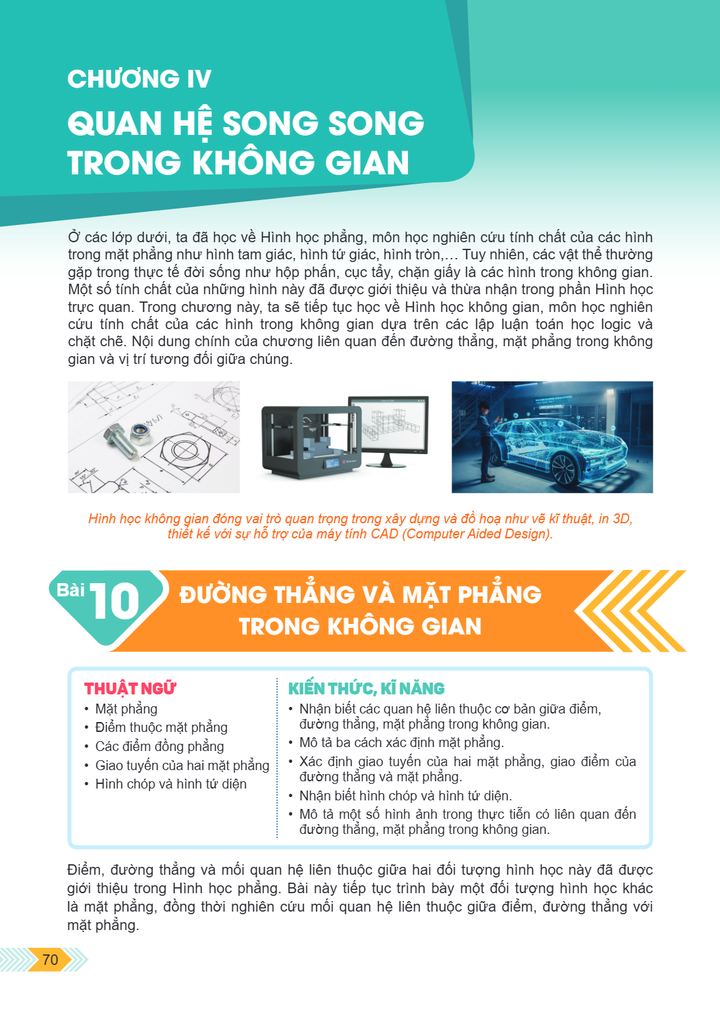 CHƯƠNG IV
QUAN HỆ SONG SONG
TRONG KHÔNG GIAN
Ở các lớp dưới, ta đã học về Hình học phẳng, môn học nghiên cứu tính chất của các hình
trong mặt phẳng như hình tam giác, hình tứ giác, hình tròn,… Tuy nhiên, các vật thể thường
gặp trong thực tế đời sống như hộp phấn, cục tẩy, chặn giấy là các hình trong không gian.
Một số tính chất của những hình này đã được giới thiệu và thừa nhận trong phần Hình học
trực quan. Trong chương này, ta sẽ tiếp tục học về Hình học không gian, môn học nghiên
cứu tính chất của các hình trong không gian dựa trên các lập luận toán học logic và
chặt chẽ. Nội dung chính của chương liên quan đến đường thẳng, mặt phẳng trong không
gian và vị trí tương đối giữa chúng.
Hình học không gian đóng vai trò quan trọng trong xây dựng và đồ hoạ như vẽ kĩ thuật, in 3D,
thiết kế với sự hỗ trợ của máy tính CAD (Computer Aided Design).
Bài 10
ĐƯỜNG THẲNG VÀ MẶT PHẲNG
TRONG KHÔNG GIAN
THUẬT NGỮ
• Mặt phẳng
• Điểm thuộc mặt phẳng
• Các điểm đồng phẳng
• Giao tuyến của hai mặt phẳng
• Hình chóp và hình tứ diện
KIẾN THỨC, KĨ NĂNG
• Nhận biết các quan hệ liên thuộc cơ bản giữa điểm,
đường thẳng, mặt phẳng trong không gian.
• Mô tả ba cách xác định mặt phẳng.
• Xác định giao tuyến của hai mặt phẳng, giao điểm của
đường thẳng và mặt phẳng.
• Nhận biết hình chóp và hình tứ diện.
• Mô tả một số hình ảnh trong thực tiễn có liên quan đến
đường thẳng, mặt phẳng trong không gian.
Điểm, đường thẳng và mối quan hệ liên thuộc giữa hai đối tượng hình học này đã được
giới thiệu trong Hình học phẳng. Bài này tiếp tục trình bày một đối tượng hình học khác
là mặt phẳng, đồng thời nghiên cứu mối quan hệ liên thuộc giữa điểm, đường thẳng với
mặt phẳng.
70